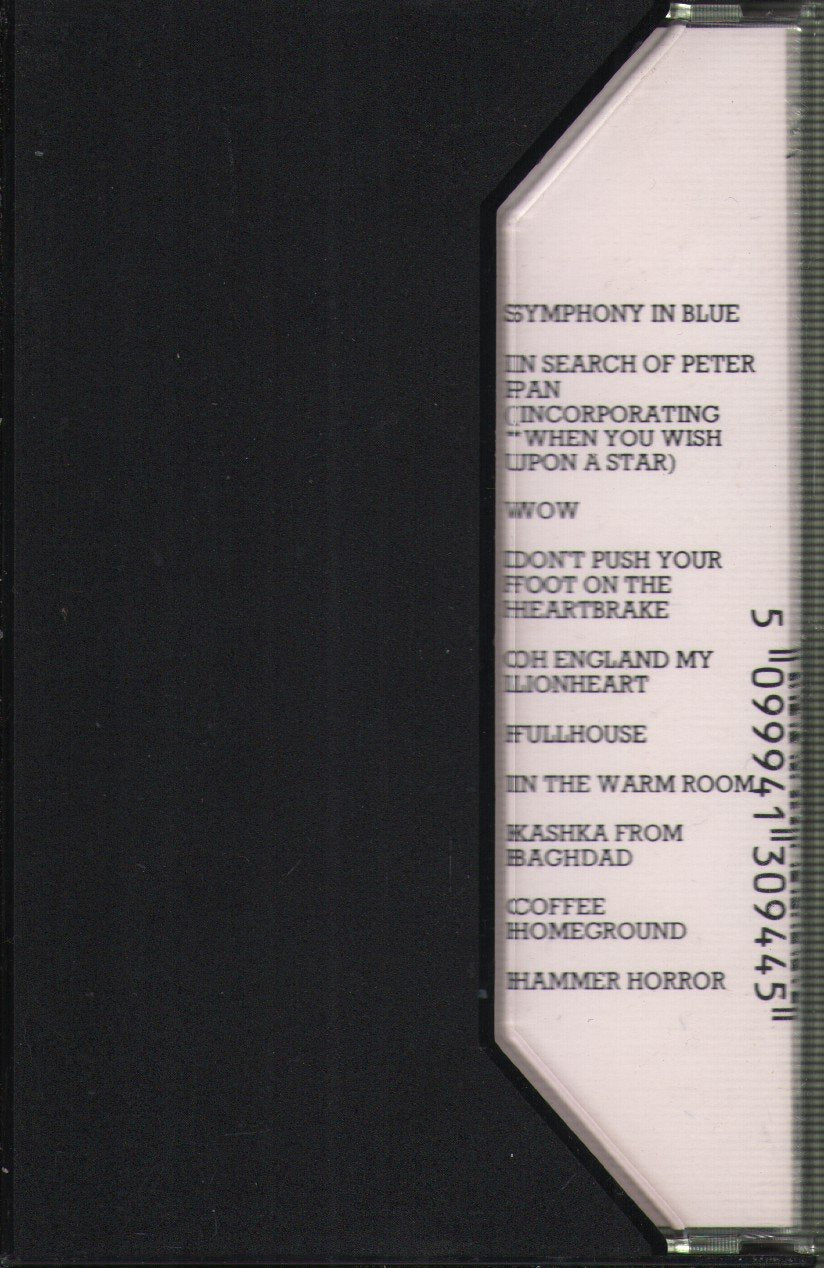 SYMPHONY IN BLUE
IN SEARCH OF PETER
PAN
(INCORPORATING
"WHEN YOU WISH
UPON A STAR)
WOW
DON'T PUSH YOUR
FOOT ON THE
HEARTBRAKE
OH ENGLAND MY
LIONHEART
FULLHOUSE
IN THE WARM ROOM
KASHKA FROM
BAGHDAD
COFFEE
HOMEGROUND
HAMMER HORROR
5 099941 309445